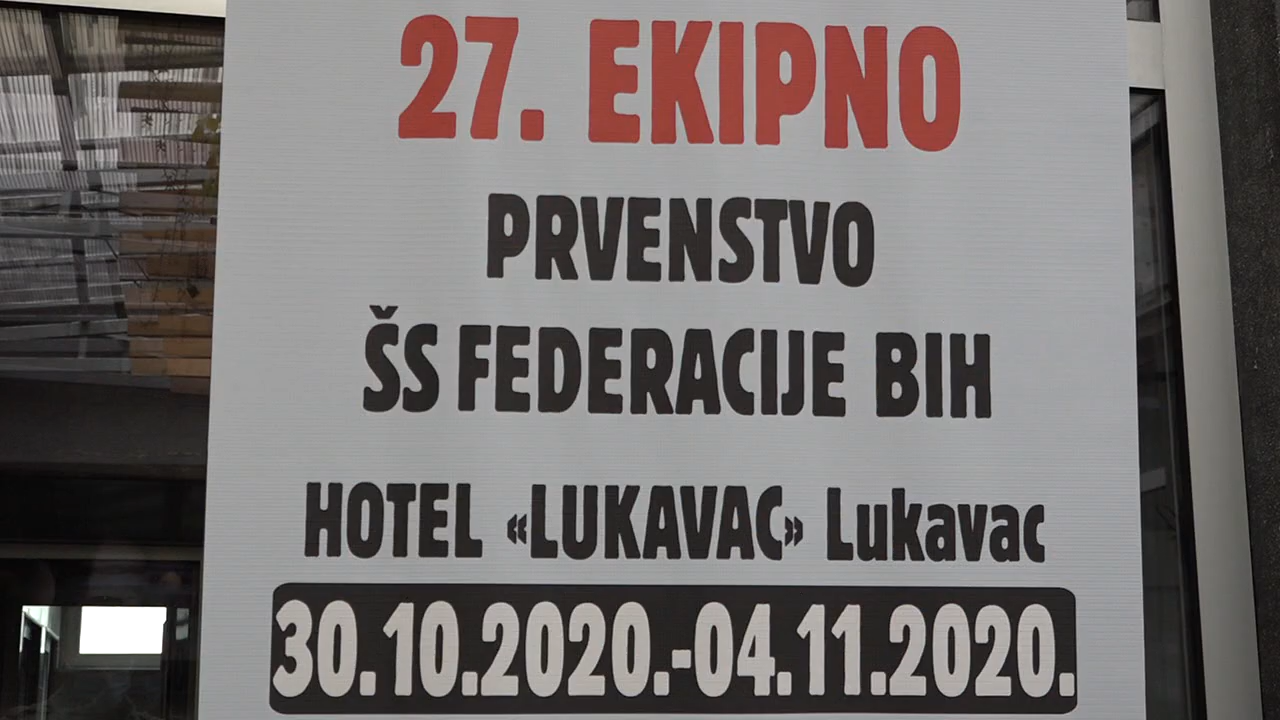 27. EKIPNO
PRVENSTVO
ŠS FEDERACIJE BIH
HOTEL «LUKAVAC» Lukavac
30.10.2020.-04.11.2020.